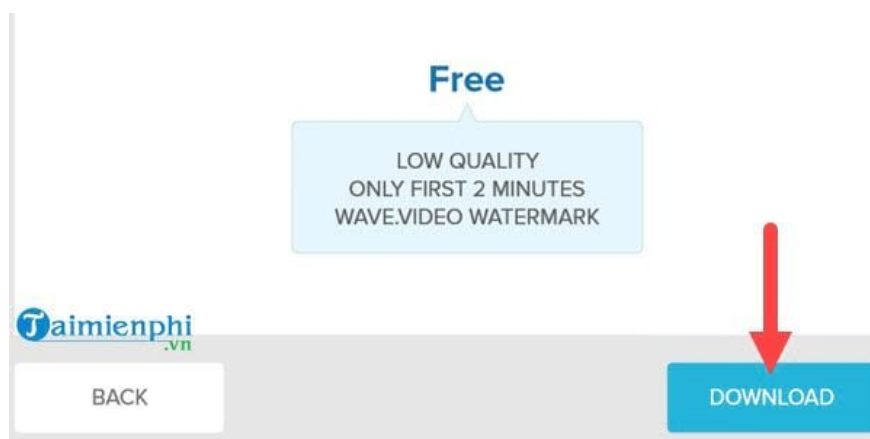 Free
LOW QUALITY
ONLY FIRST 2 MINUTES
WAVE.VIDEO WATERMARK
Taimienphi
.vn
BACK
DOWNLOAD